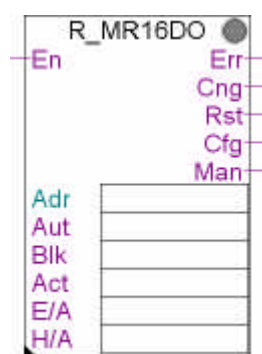 R_MR16DO
En Err
Cng
Rst
Cfg
Man
Adr
Aut
Blk
Act
E/A
H/A